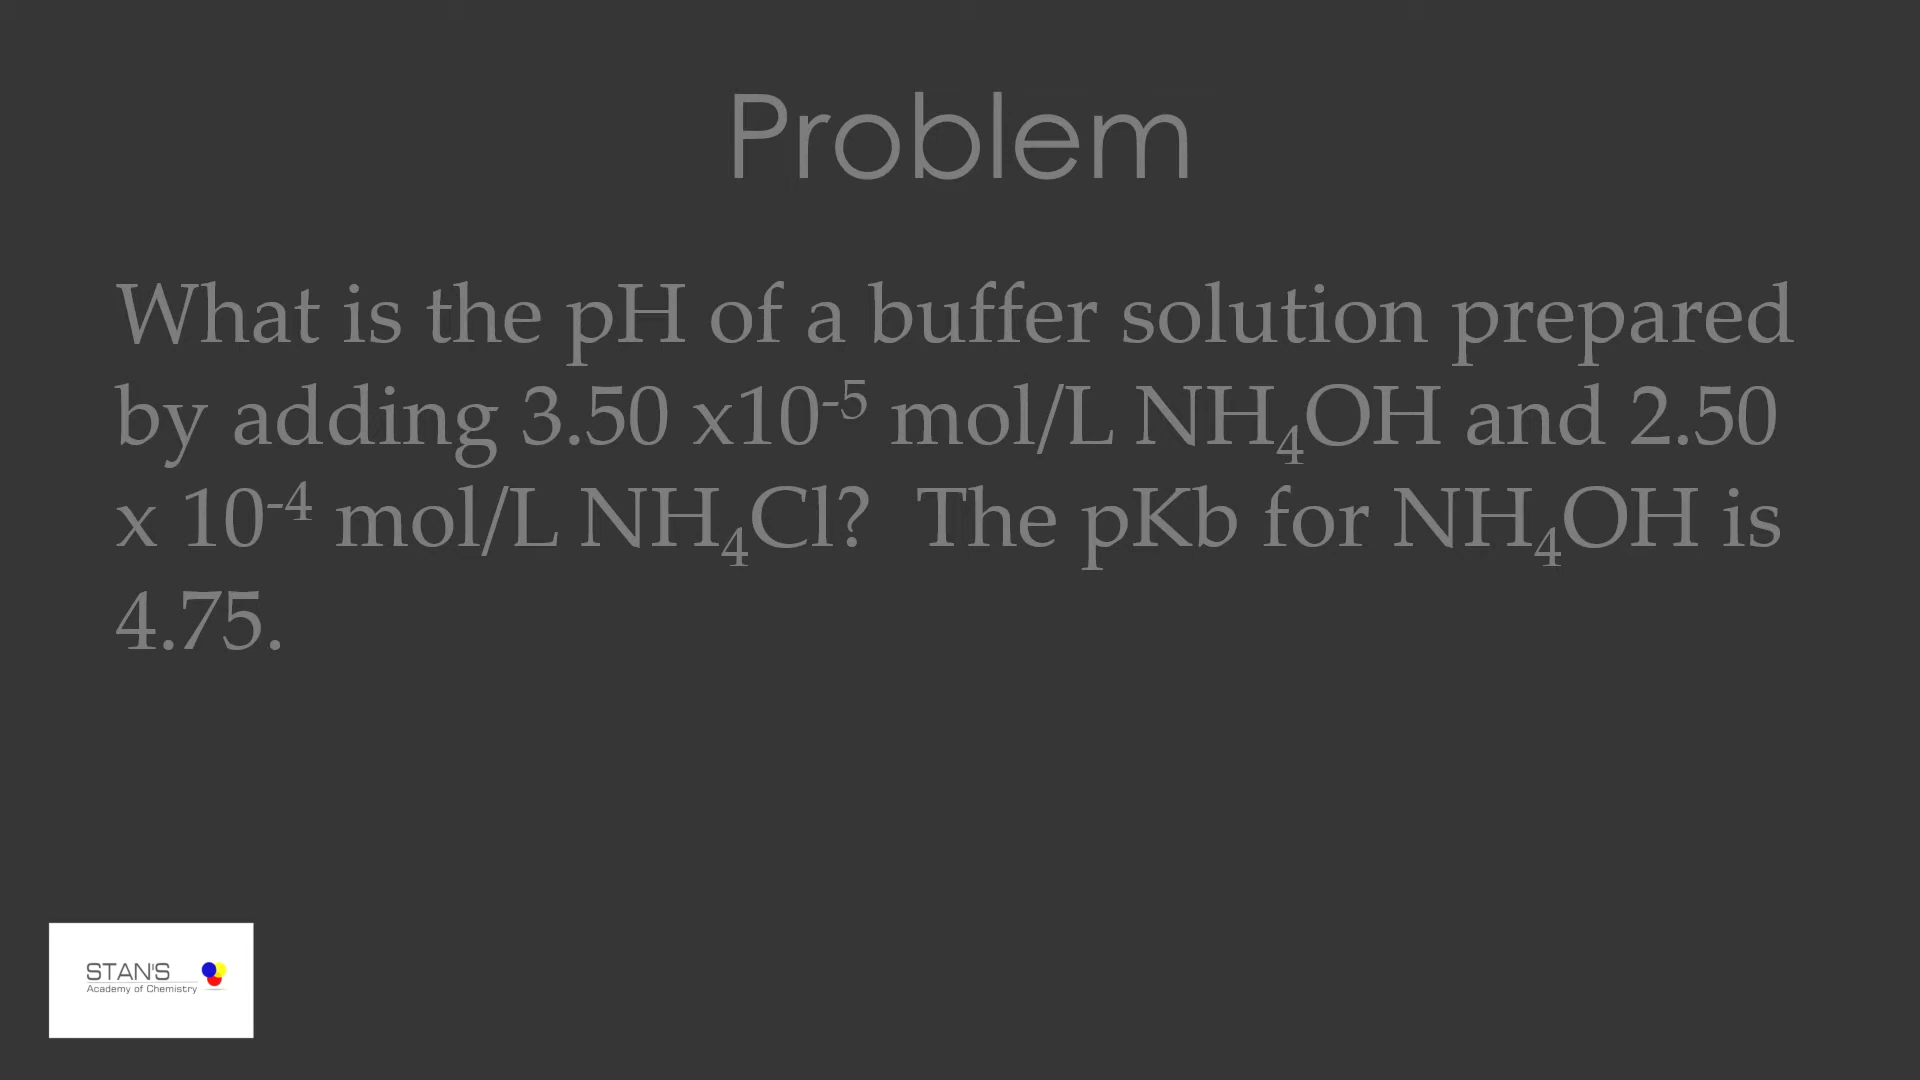 Problem
What is the pH of a buffer solution prepared
by adding 3.50 x10⁻⁵ mol/L NH₄OH and 2.50
x 10⁻⁴ mol/L NH₄Cl?  The pKb for NH₄OH is
4.75.
STAN'S
Academy of Chemistry